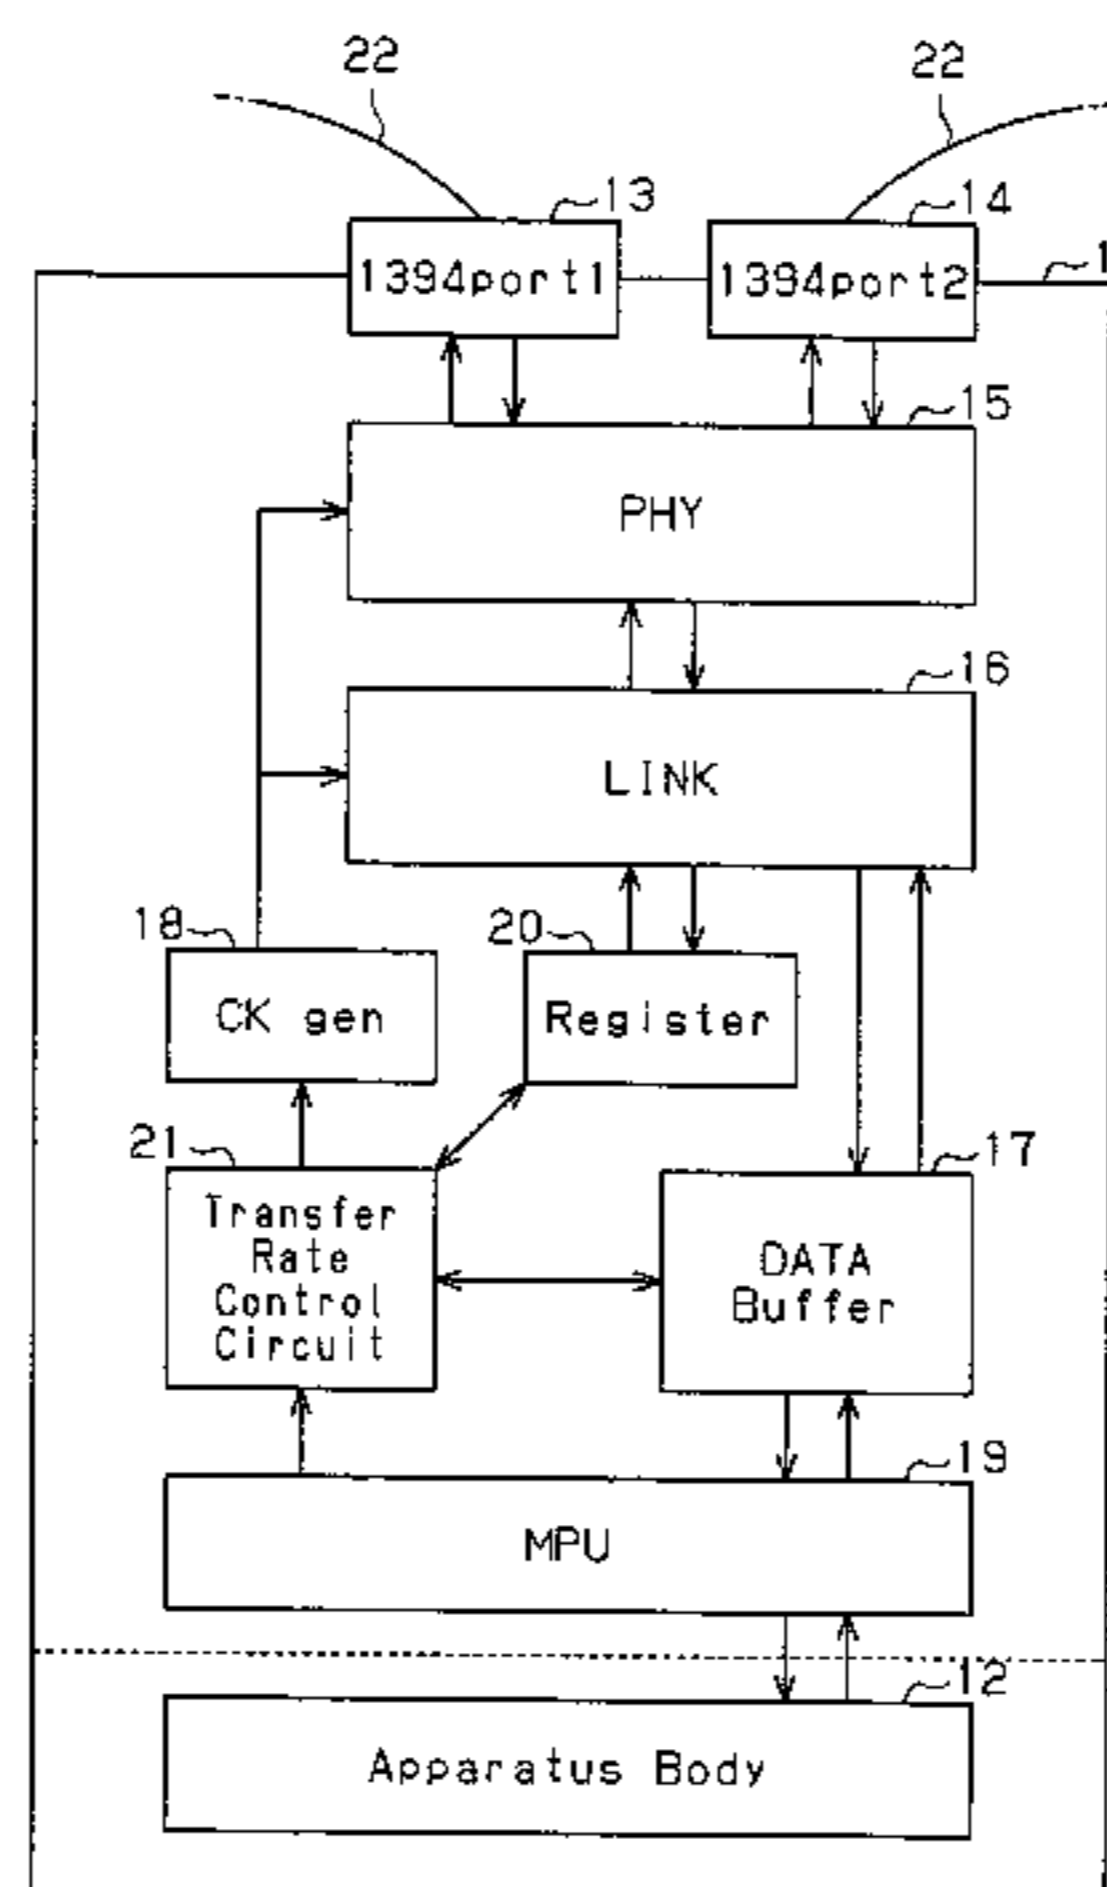 22
22
13
14
1394port1
1394port2
15
PHY
16
LINK
18
20
CK gen
Register
21
17
Transfer
Rate
Control
Circuit
DATA
Buffer
19
MPU
12
Apparatus Body